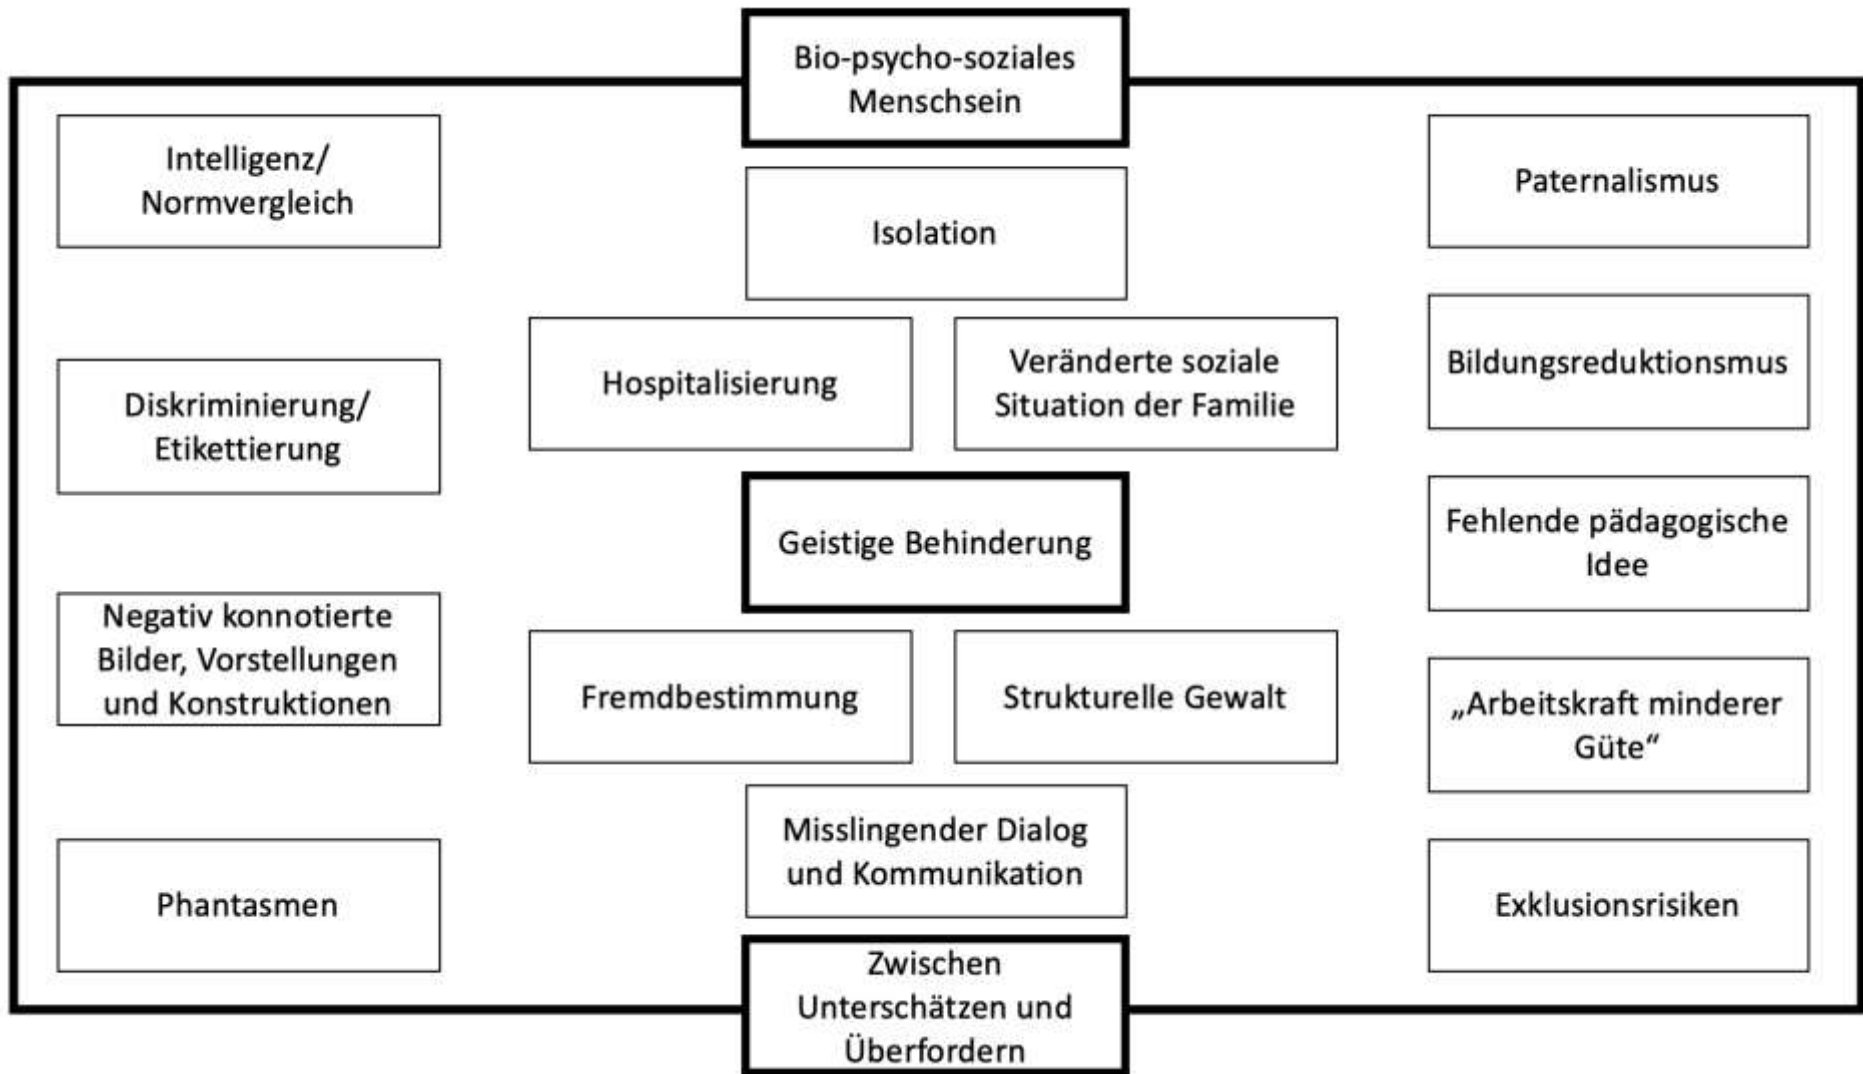 Bio-psycho-soziales
Menschsein
Intelligenz/
Normvergleich
Diskriminierung/
Etikettierung
Negativ konnotierte
Bilder, Vorstellungen
und Konstruktionen
Phantasmen
Isolation
Hospitalisierung
Veränderte soziale
Situation der Familie
Geistige Behinderung
Fremdbestimmung
Strukturelle Gewalt
Misslingender Dialog
und Kommunikation
Paternalismus
Bildungsreduktionsmus
Fehlende pädagogische
Idee
„Arbeitskraft minderer
Güte“
Exklusionsrisiken
Zwischen
Unterschätzen und
Überfordern